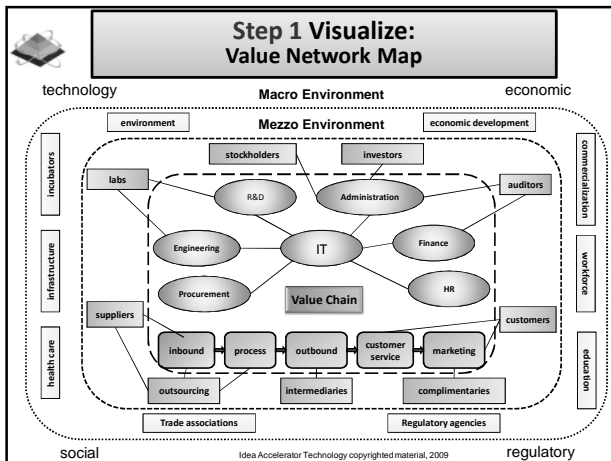 Step 1 Visualize:
Value Network Map
technology
economic
Macro Environment
environment
economic development
Mezzo Environment
stockholders
investors
incubators
commercialization
labs
auditors
R&D
Administration
Engineering
IT
Finance
infrastructure
workforce
Procurement
HR
Value Chain
suppliers
customers
health care
education
inbound
process
outbound
customer
service
marketing
outsourcing
intermediaries
complimentaries
Trade associations
Regulatory agencies
social
Idea Accelerator Technology copyrighted material, 2009
regulatory